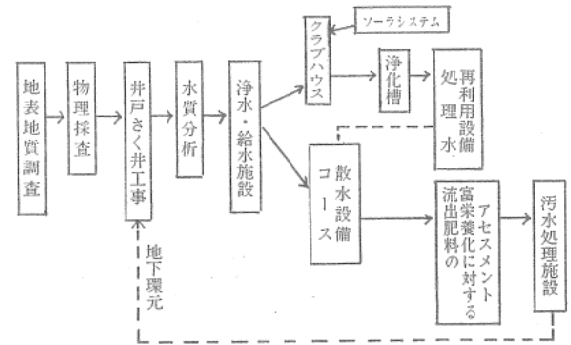 地表地質調査
物理採査
井戸さく井工事
水質分析
浄水・給水施設
クラブハウス
ソーラシステム
浄化槽
再利用設備
処理水
散水設備
コース
アセスメント
富栄養化に対する
流出肥料の
汚水処理施設
地下環元